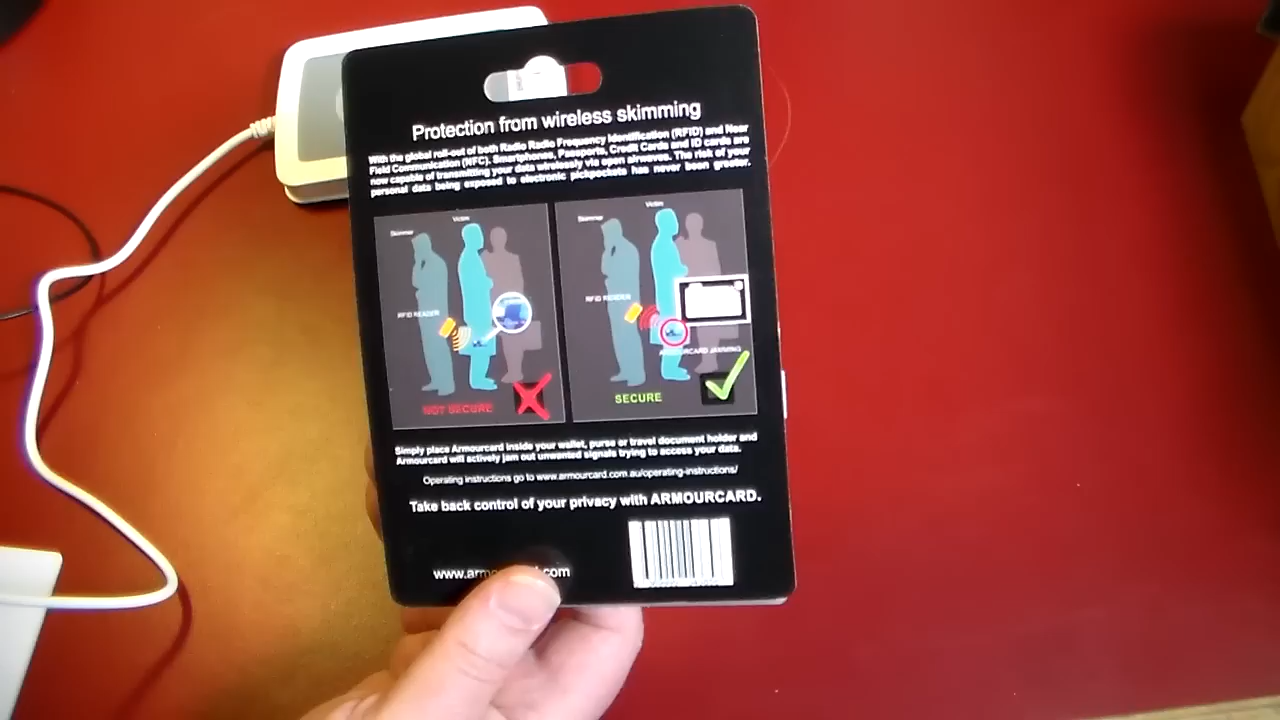 Protection from wireless skimming
With the global roll-out of both Radio Radio Frequency Identification (RFID) and Near
Field Communication (NFC). Smartphones, Passports, Credit Cards and ID cards are
now capable of transmitting your data wirelessly via open airwaves. The risk of your
personal data being exposed to electronic pickpockets has never been greater.
Skimmer
Victim
RFID READER
NOT SECURE
Skimmer
Victim
RFID READER
ARMOURCARD JAMMING
SECURE
Simply place Armourcard inside your wallet, purse or travel document holder and
Armourcard will actively jam out unwanted signals trying to access your data.
Operating instructions go to www.armourcard.com.au/operating-instructions/
Take back control of your privacy with ARMOURCARD.